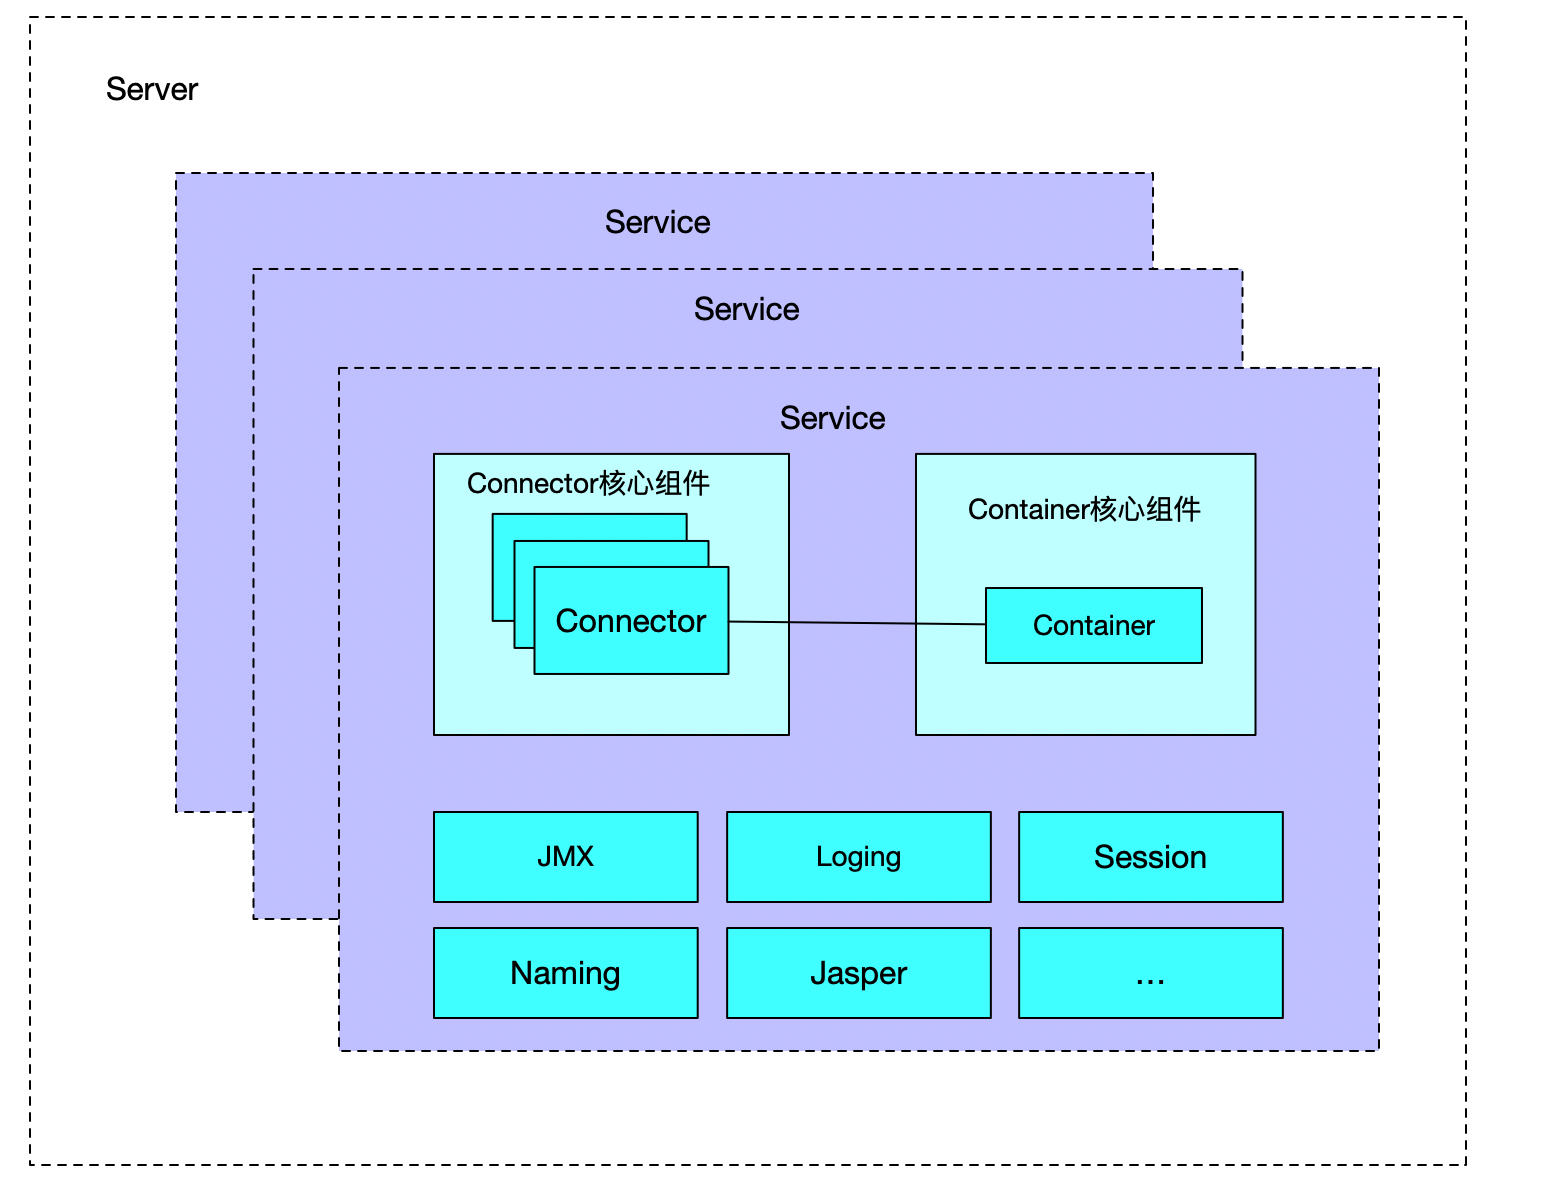 Server
Service
Service
Service
Connector核心组件
Container核心组件
Connector
Container
JMX
Loging
Session
Naming
Jasper
...